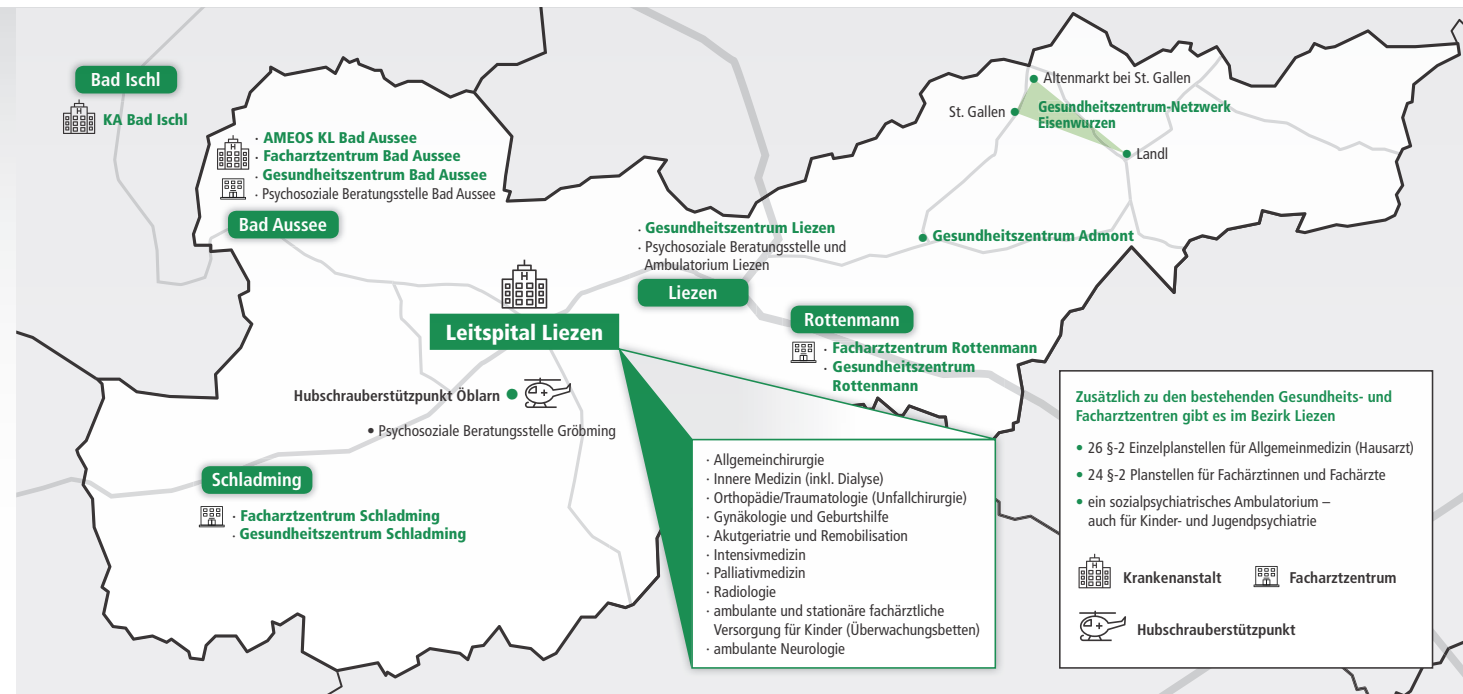 Bad Ischl
KA Bad Ischl
· AMEOS KL Bad Aussee
· Facharztzentrum Bad Aussee
· Gesundheitszentrum Bad Aussee
· Psychosoziale Beratungsstelle Bad Aussee
Bad Aussee
Altenmarkt bei St. Gallen
St. Gallen
Gesundheitszentrum-Netzwerk
Eisenwurzen
Landl
Gesundheitszentrum Admont
· Gesundheitszentrum Liezen
· Psychosoziale Beratungsstelle und
Ambulatorium Liezen
Liezen
H
Leitspital Liezen
Rottenmann
· Facharztzentrum Rottenmann
· Gesundheitszentrum
Rottenmann
Hubschrauberstützpunkt Öblarn
• Psychosoziale Beratungsstelle Gröbming
Schladming
· Facharztzentrum Schladming
· Gesundheitszentrum Schladming
· Allgemeinchirurgie
· Innere Medizin (inkl. Dialyse)
· Orthopädie/Traumatologie (Unfallchirurgie)
· Gynäkologie und Geburtshilfe
· Akutgeriatrie und Remobilisation
· Intensivmedizin
· Palliativmedizin
· Radiologie
· ambulante und stationäre fachärztliche
Versorgung für Kinder (Überwachungsbetten)
· ambulante Neurologie
Zusätzlich zu den bestehenden Gesundheits- und
Facharztzentren gibt es im Bezirk Liezen
• 26 §-2 Einzelplanstellen für Allgemeinmedizin (Hausarzt)
• 24 §-2 Planstellen für Fachärztinnen und Fachärzte
• ein sozialpsychiatrisches Ambulatorium –
auch für Kinder- und Jugendpsychiatrie
Krankenanstalt
Facharztzentrum
Hubschrauberstützpunkt